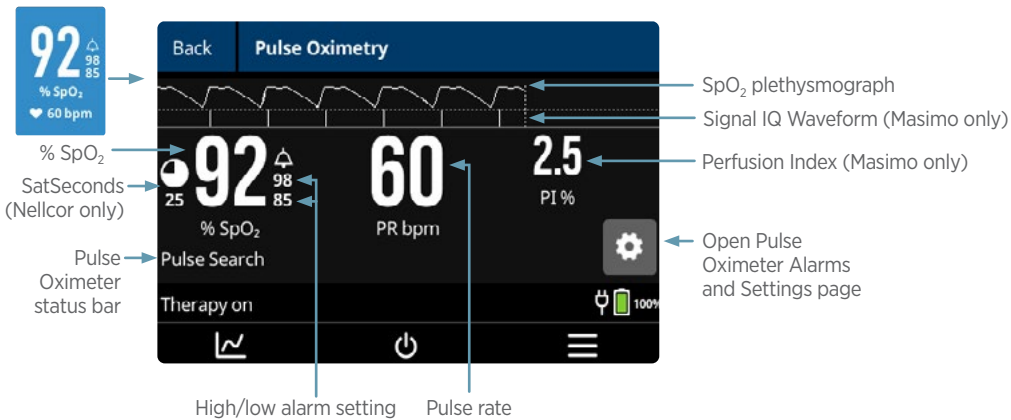 92
98
85
% SpO₂
60 bpm
Back
Pulse Oximetry
SpO₂ plethysmograph
Signal IQ Waveform (Masimo only)
% SpO₂
SatSeconds
(Nellcor only)
25
92
98
85
% SpO₂
60
PR bpm
2.5
PI %
Perfusion Index (Masimo only)
Pulse
Oximeter
status bar
Pulse Search
Open Pulse
Oximeter Alarms
and Settings page
Therapy on
100%
High/low alarm setting
Pulse rate